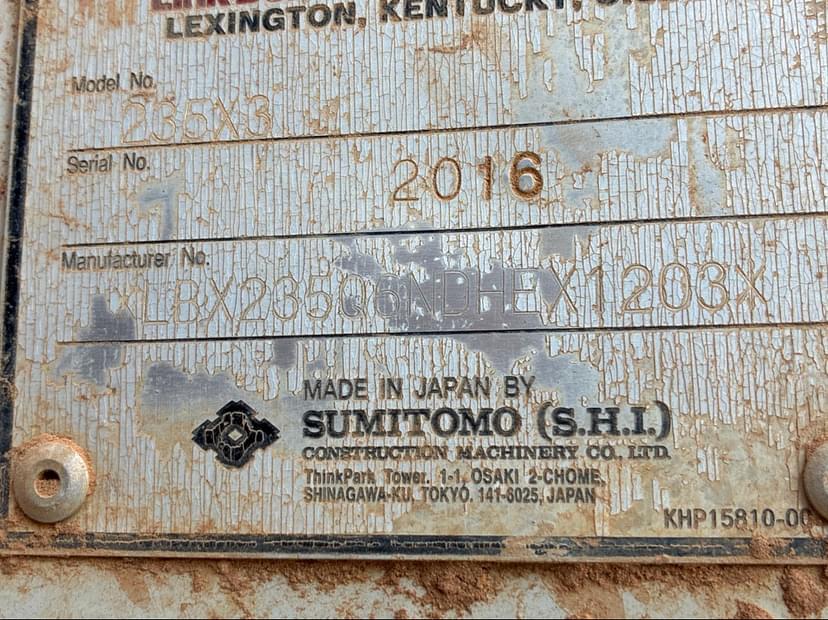 LEXINGTON, KENTUCKY,
Model No. 235X3
Serial No. 2016
Manufacturer No.
XLBX235Q6NDHEX1203X
MADE IN JAPAN BY
SUMITOMO (S.H.I.)
CONSTRUCTION MACHINERY CO., LTD.
ThinkPark Tower. 1-1, OSAKI 2-CHOME,
SHINAGAWA-KU, TOKYO. 141-6025, JAPAN
KHP15810-00